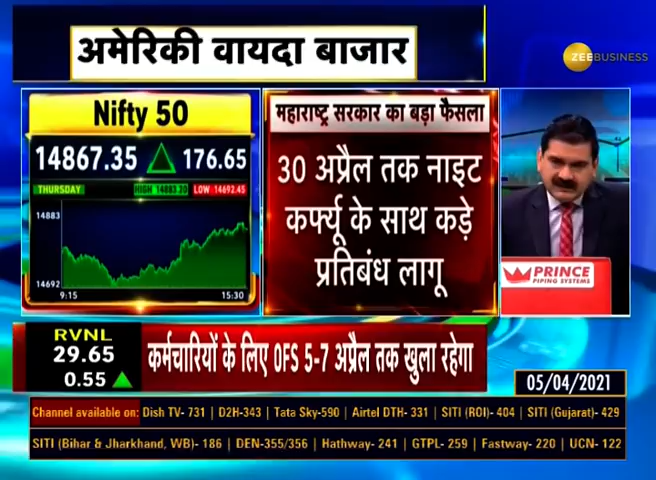 अमेरिकी वायदा बाजार
ZEEBUSINESS
Nifty 50
14867.35 176.65
THURSDAY HIGH 14883.20 LOW 14692.45
14883
14692
9:15 15:30
महाराष्ट्र सरकार का बड़ा फैसला
30 अप्रैल तक नाइट
कर्फ्यू के साथ कड़े
प्रतिबंध लागू
PRINCE
PIPING SYSTEMS
RVNL
29.65
0.55
कर्मचारियों के लिए OFS 5-7 अप्रैल तक खुला रहेगा
05/04/2021
Channel available on: Dish TV- 731 | D2H-343 | Tata Sky-590 | Airtel DTH- 331 | SITI (ROI)- 404 | SITI (Gujarat)- 429
SITI (Bihar & Jharkhand, WB)- 186 | DEN-355/356 | Hathway- 241 | GTPL- 259 | Fastway- 220 | UCN- 122